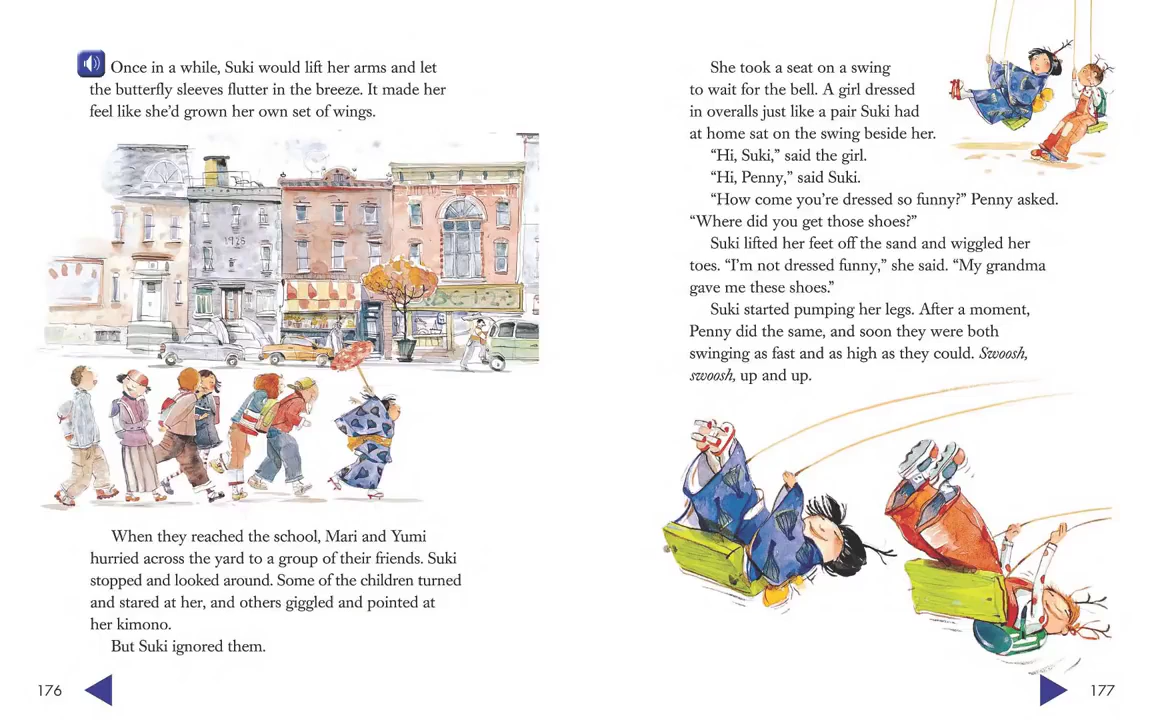 Once in a while, Suki would lift her arms and let
the butterfly sleeves flutter in the breeze. It made her
feel like she’d grown her own set of wings.
1926
When they reached the school, Mari and Yumi
hurried across the yard to a group of their friends. Suki
stopped and looked around. Some of the children turned
and stared at her, and others giggled and pointed at
her kimono.
But Suki ignored them.
176
She took a seat on a swing
to wait for the bell. A girl dressed
in overalls just like a pair Suki had
at home sat on the swing beside her.
“Hi, Suki,” said the girl.
“Hi, Penny,” said Suki.
“How come you’re dressed so funny?” Penny asked.
“Where did you get those shoes?”
Suki lifted her feet off the sand and wiggled her
toes. “I’m not dressed funny,” she said. “My grandma
gave me these shoes.”
Suki started pumping her legs. After a moment,
Penny did the same, and soon they were both
swinging as fast and as high as they could. Swoosh,
swoosh, up and up.
177